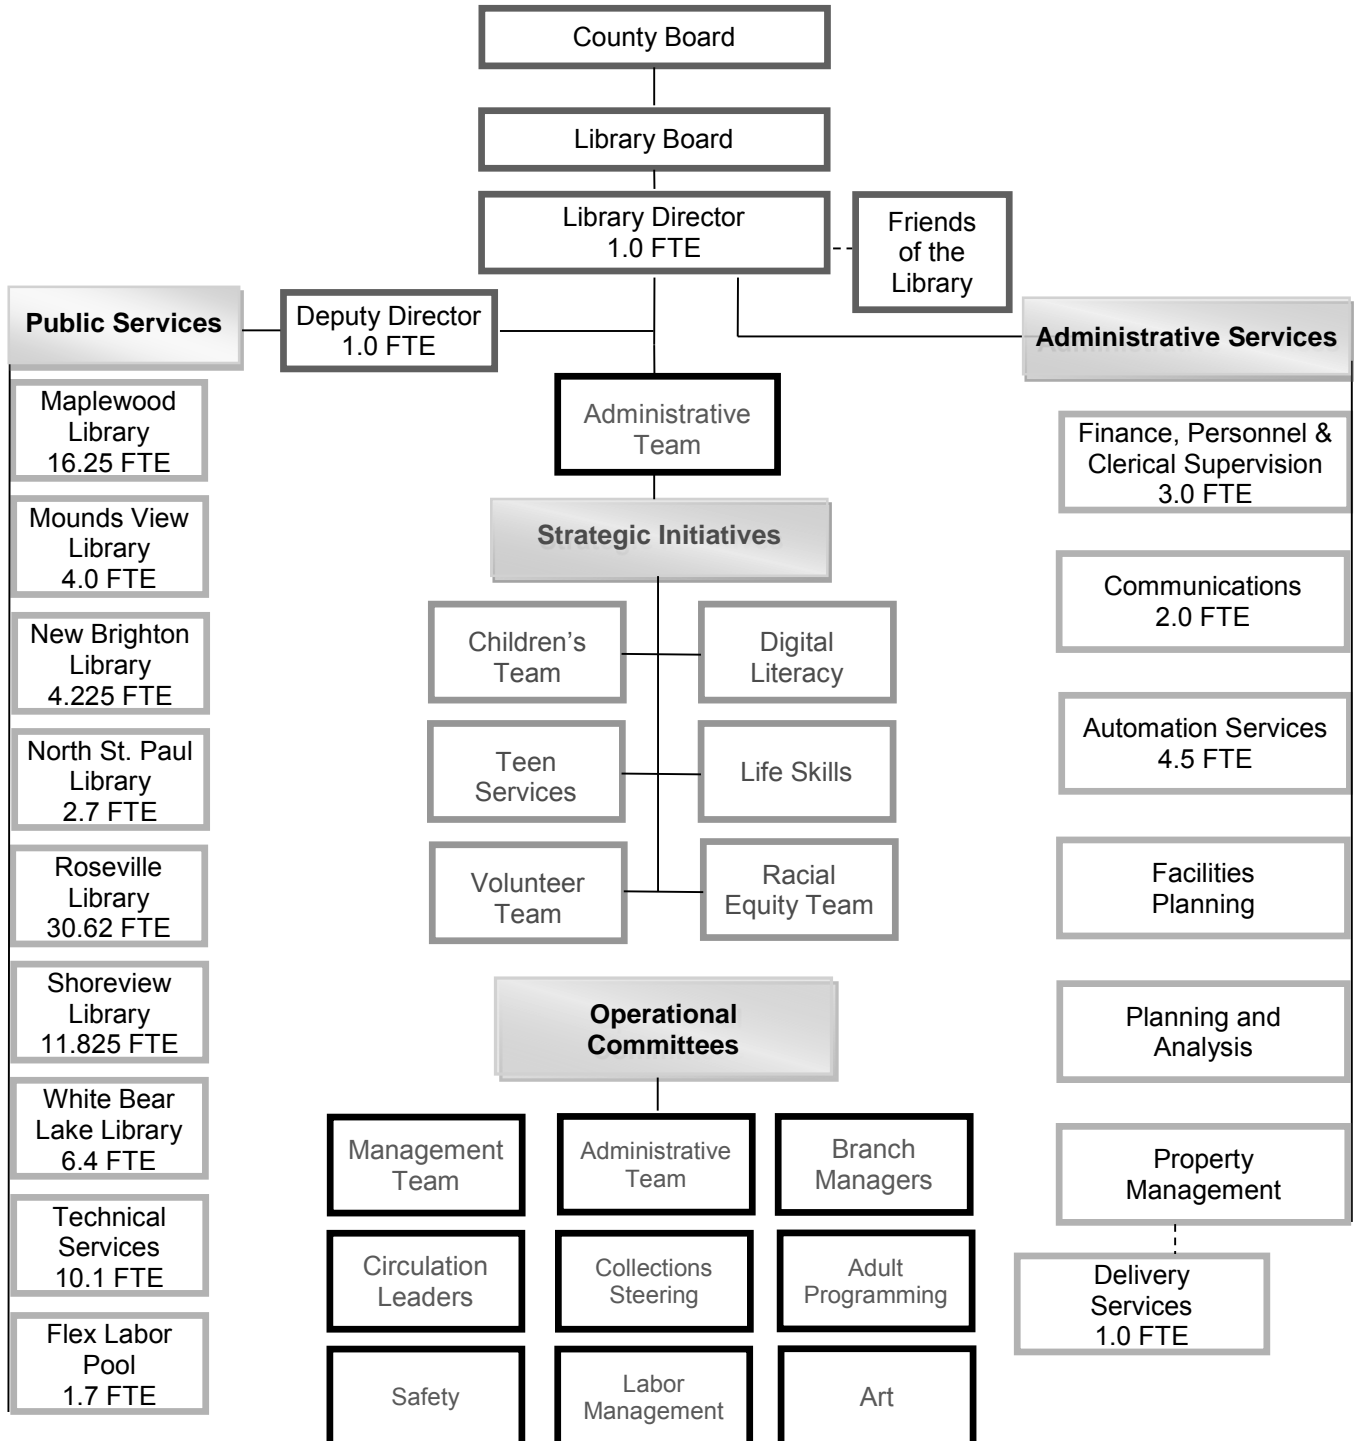 County Board
Library Board
Library Director
1.0 FTE
Friends
of the
Library
Public Services
Deputy Director
1.0 FTE
Administrative Services
Maplewood
Library
16.25 FTE
Mounds View
Library
4.0 FTE
New Brighton
Library
4.225 FTE
North St. Paul
Library
2.7 FTE
Roseville
Library
30.62 FTE
Shoreview
Library
11.825 FTE
White Bear
Lake Library
6.4 FTE
Technical
Services
10.1 FTE
Flex Labor
Pool
1.7 FTE
Administrative
Team
Strategic Initiatives
Children's
Team
Digital
Literacy
Teen
Services
Life Skills
Volunteer
Team
Racial
Equity Team
Operational
Committees
Management
Team
Administrative
Team
Branch
Managers
Circulation
Leaders
Collections
Steering
Adult
Programming
Safety
Labor
Management
Art
Finance, Personnel &
Clerical Supervision
3.0 FTE
Communications
2.0 FTE
Automation Services
4.5 FTE
Facilities
Planning
Planning and
Analysis
Property
Management
Delivery
Services
1.0 FTE